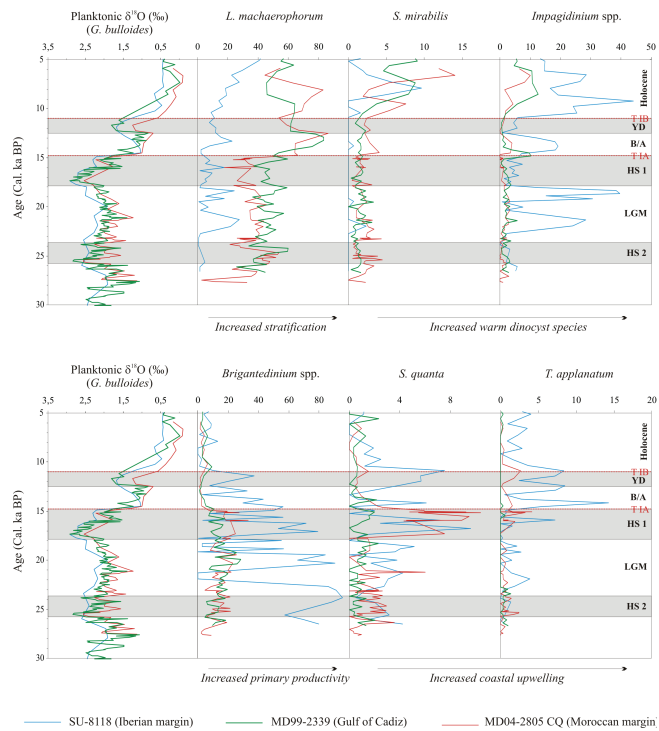 Planktonic δ¹⁸O (‰) L. machaerophorum S. mirabilis Impagidinium spp.
(G. bulloides)
3,5 2,5 1,5 0,5 0 20 40 60 80 0 4 8 12 16 0 10 20 30 40 50
Age (Cal. ka BP)
5
10
15
20
25
30
Holocene
T IB
YD
B/A
T IA
HS 1
LGM
HS 2
Increased stratification Increased warm dinocyst species
Planktonic δ¹⁸O (‰) Brigantedinium spp. S. quanta T. applanatum
(G. bulloides)
3,5 2,5 1,5 0,5 0 20 40 60 80 0 4 8 0 5 10 15 20
Age (Cal. ka BP)
5
10
15
20
25
30
Holocene
T IB
YD
B/A
T IA
HS 1
LGM
HS 2
Increased primary productivity Increased coastal upwelling
SU-8118 (Iberian margin) MD99-2339 (Gulf of Cadiz) MD04-2805 CQ (Moroccan margin)